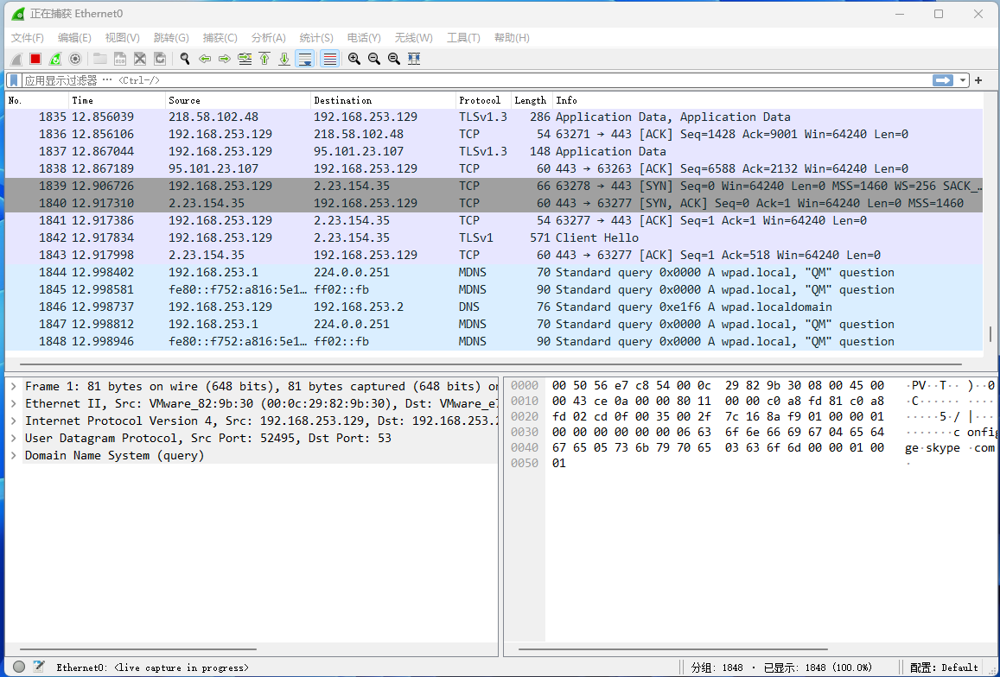 正在捕获 Ethernet0
文件(F) 编辑(E) 视图(V) 跳转(G) 捕获(C) 分析(A) 统计(S) 电话(Y) 无线(W) 工具(T) 帮助(H)
应用显示过滤器 … <Ctrl-/>
No. Time Source Destination Protocol Length Info
1835 12.856039 218.58.102.48 192.168.253.129 TLSv1.3 286 Application Data, Application Data
1836 12.856106 192.168.253.129 218.58.102.48 TCP 54 63271 → 443 [ACK] Seq=1428 Ack=9001 Win=64240 Len=0
1837 12.867044 192.168.253.129 95.101.23.107 TLSv1.3 148 Application Data
1838 12.867189 95.101.23.107 192.168.253.129 TCP 60 443 → 63263 [ACK] Seq=6588 Ack=2132 Win=64240 Len=0
1839 12.906726 192.168.253.129 2.23.154.35 TCP 66 63278 → 443 [SYN] Seq=0 Win=64240 Len=0 MSS=1460 WS=256 SACK_…
1840 12.917310 2.23.154.35 192.168.253.129 TCP 60 443 → 63277 [SYN, ACK] Seq=0 Ack=1 Win=64240 Len=0 MSS=1460
1841 12.917386 192.168.253.129 2.23.154.35 TCP 54 63277 → 443 [ACK] Seq=1 Ack=1 Win=64240 Len=0
1842 12.917834 192.168.253.129 2.23.154.35 TLSv1 571 Client Hello
1843 12.917998 2.23.154.35 192.168.253.129 TCP 60 443 → 63277 [ACK] Seq=1 Ack=518 Win=64240 Len=0
1844 12.998402 192.168.253.1 224.0.0.251 MDNS 70 Standard query 0x0000 A wpad.local, "QM" question
1845 12.998581 fe80::f752:a816:5e1… ff02::fb MDNS 90 Standard query 0x0000 A wpad.local, "QM" question
1846 12.998737 192.168.253.129 192.168.253.2 DNS 76 Standard query 0xe1f6 A wpad.localdomain
1847 12.998812 192.168.253.1 224.0.0.251 MDNS 70 Standard query 0x0000 A wpad.local, "QM" question
1848 12.998946 fe80::f752:a816:5e1… ff02::fb MDNS 90 Standard query 0x0000 A wpad.local, "QM" question
Frame 1: 81 bytes on wire (648 bits), 81 bytes captured (648 bits) on
Ethernet II, Src: VMware_82:9b:30 (00:0c:29:82:9b:30), Dst: VMware_e7
Internet Protocol Version 4, Src: 192.168.253.129, Dst: 192.168.253.2
User Datagram Protocol, Src Port: 52495, Dst Port: 53
Domain Name System (query)
0000 00 50 56 e7 c8 54 00 0c 29 82 9b 30 08 00 45 00 ·PV··T·· )··0··E·
0010 00 43 ce 0a 00 00 80 11 00 00 c0 a8 fd 81 c0 a8 ·C······ ········
0020 fd 02 cd 0f 00 35 00 2f 7c 16 8a f9 01 00 00 01 ·····5·/ |·······
0030 00 00 00 00 00 00 06 63 6f 6e 66 69 67 04 65 64 ·······c onfig
0040 67 65 05 73 6b 79 70 65 03 63 6f 6d 00 00 01 00 ge·skype ·com
0050 01 ·
Ethernet0: <live capture in progress> 分组: 1848 · 已显示: 1848 (100.0%) 配置: Default